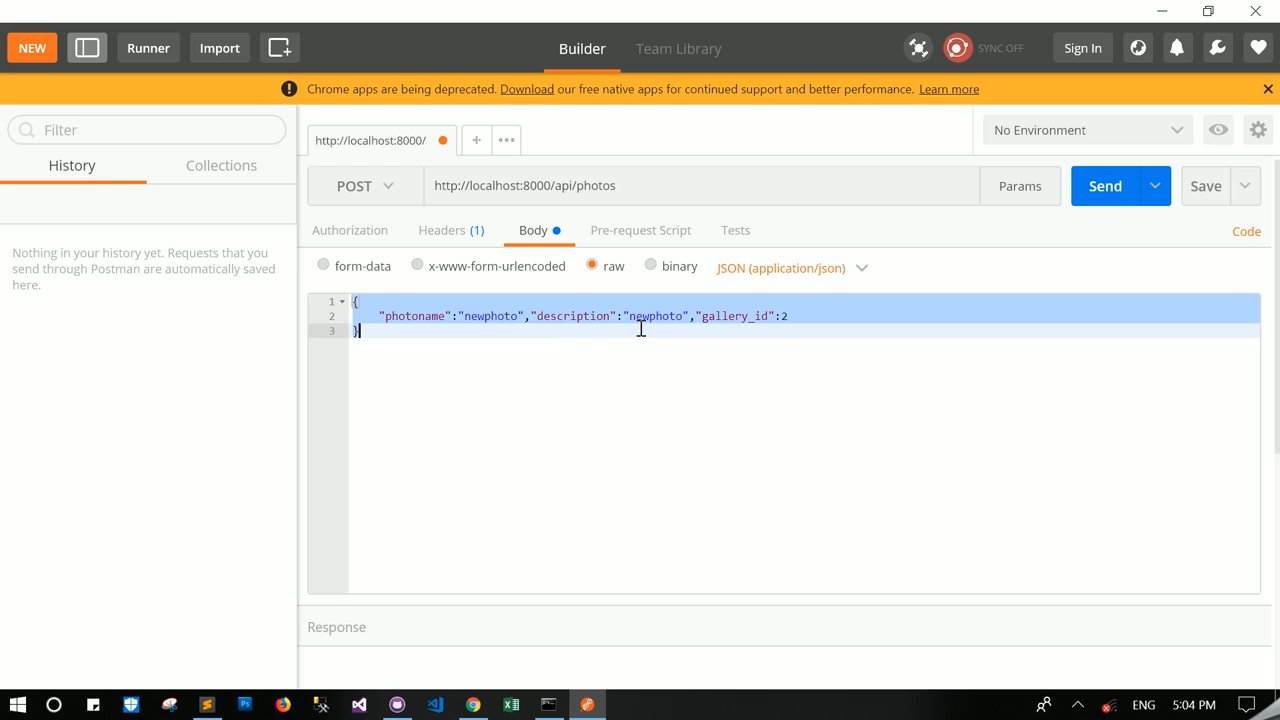 NEW
Runner
Import
Builder
Team Library
SYNC OFF
Sign In
Chrome apps are being deprecated. Download our free native apps for continued support and better performance. Learn more
Filter
History
Collections
Nothing in your history yet. Requests that you
send through Postman are automatically saved
here.
http://localhost:8000/
No Environment
POST
http://localhost:8000/api/photos
Params
Send
Save
Authorization
Headers (1)
Body
Pre-request Script
Tests
Code
form-data
x-www-form-urlencoded
raw
binary
JSON (application/json)
1 {
2 "photoname":"newphoto","description":"newphoto","gallery_id":2
3 }
Response
ENG
5:04 PM